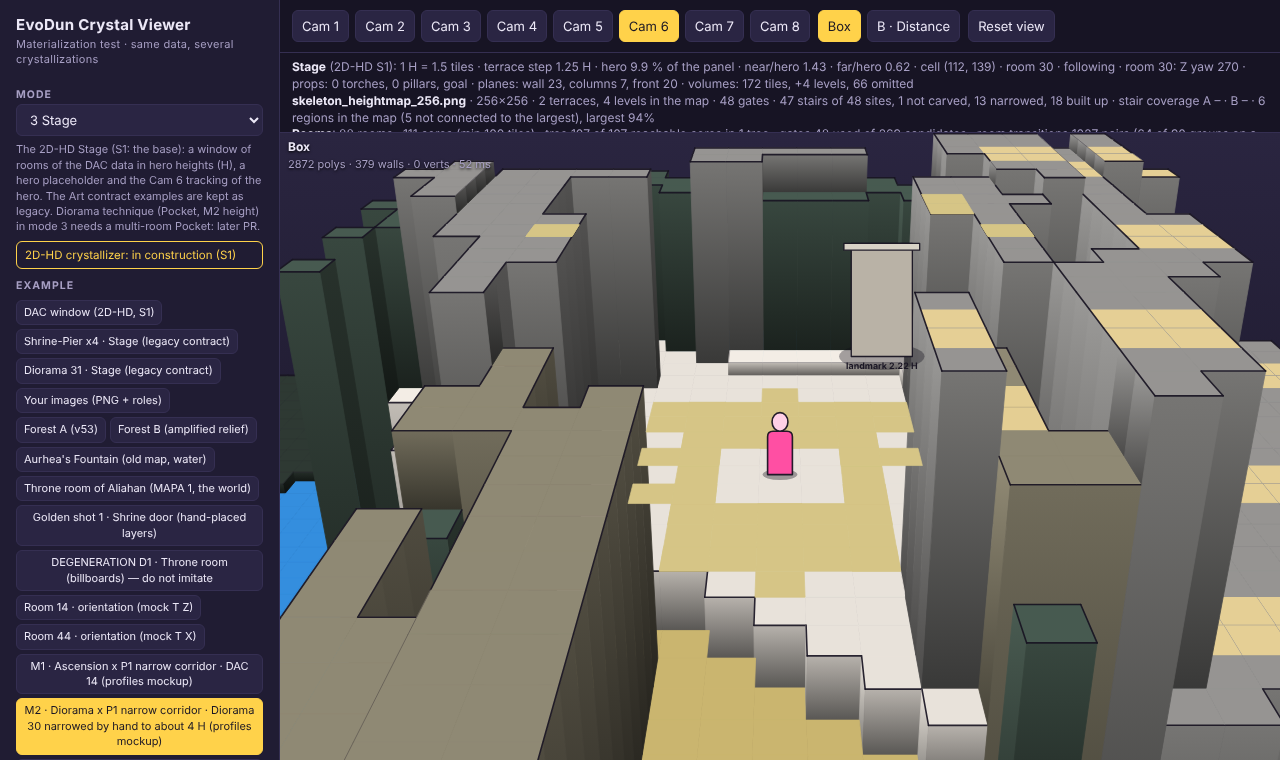 EvoDun Crystal Viewer
Materialization test · same data, several
crystallizations
MODE
3 Stage
The 2D-HD Stage (S1: the base): a window of
rooms of the DAC data in hero heights (H), a
hero placeholder and the Cam 6 tracking of the
hero. The Art contract examples are kept as
legacy. Diorama technique (Pocket, M2 height)
in mode 3 needs a multi-room Pocket: later PR.
2D-HD crystallizer: in construction (S1)
EXAMPLE
DAC window (2D-HD, S1)
Shrine-Pier x4 · Stage (legacy contract)
Diorama 31 · Stage (legacy contract)
Your images (PNG + roles)
Forest A (v53)
Forest B (amplified relief)
Aurhea's Fountain (old map, water)
Throne room of Aliahan (MAPA 1, the world)
Golden shot 1 · Shrine door (hand-placed
layers)
DEGENERATION D1 · Throne room
(billboards) — do not imitate
Room 14 · orientation (mock T Z)
Room 44 · orientation (mock T X)
M1 · Ascension x P1 narrow corridor · DAC
14 (profiles mockup)
M2 · Diorama x P1 narrow corridor · Diorama
30 narrowed by hand to about 4 H (profiles
mockup)
Cam 1
Cam 2
Cam 3
Cam 4
Cam 5
Cam 6
Cam 7
Cam 8
Box
B · Distance
Reset view
Stage (2D-HD S1): 1 H = 1.5 tiles · terrace step 1.25 H · hero 9.9 % of the panel · near/hero 1.43 · far/hero 0.62 · cell (112, 139) · room 30 · following · room 30: Z yaw 270 ·
props: 0 torches, 0 pillars, goal · planes: wall 23, columns 7, front 20 · volumes: 172 tiles, +4 levels, 66 omitted
skeleton_heightmap_256.png · 256×256 · 2 terraces, 4 levels in the map · 48 gates · 47 stairs of 48 sites, 1 not carved, 13 narrowed, 18 built up · stair coverage A – · B – · 6
regions in the map (5 not connected to the largest), largest 94%
Box
2872 polys · 379 walls · 0 verts · 52 ms
landmark 2.22 H